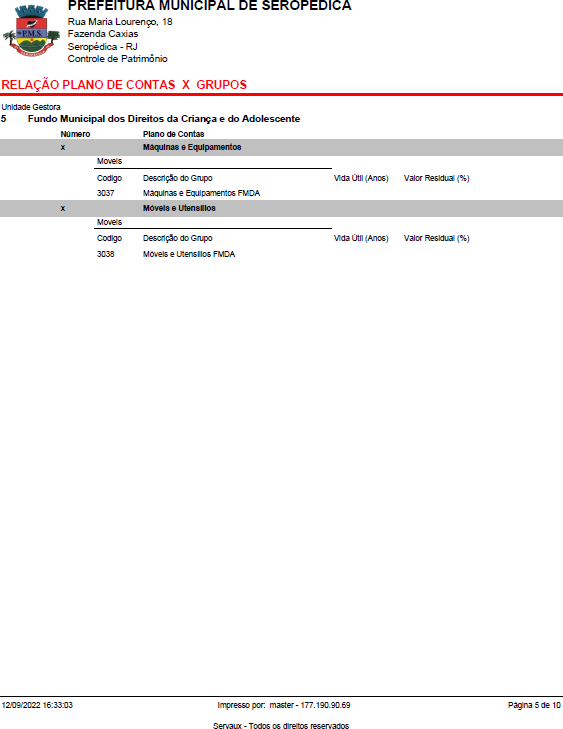 PREFEITURA MUNICIPAL DE SEROPÉDICA
Rua Maria Lourenço, 18
Fazenda Caxias
Seropédica - RJ
Controle de Patrimônio
P.M.S.
RELAÇÃO PLANO DE CONTAS X GRUPOS
Unidade Gestora
5 Fundo Municipal dos Direitos da Criança e do Adolescente
Número Plano de Contas
x Máquinas e Equipamentos
Moveis
Codigo Descrição do Grupo Vida Útil (Anos) Valor Residual (%)
3037 Máquinas e Equipamentos FMDA
x Móveis e Utensílios
Moveis
Codigo Descrição do Grupo Vida Útil (Anos) Valor Residual (%)
3038 Móveis e Utensílios FMDA
12/09/2022 16:33:03 Impresso por: master - 177.190.90.69 Página 5 de 10
Servaux - Todos os direitos reservados